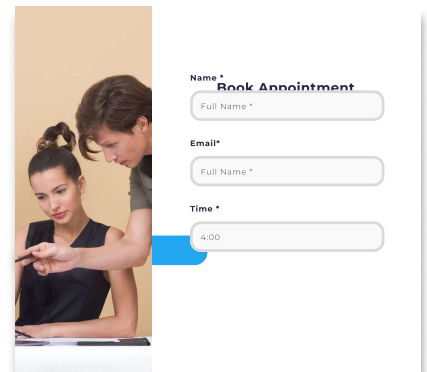 Name *
Book Appointment
Full Name *
Email*
Full Name *
Time *
4:00